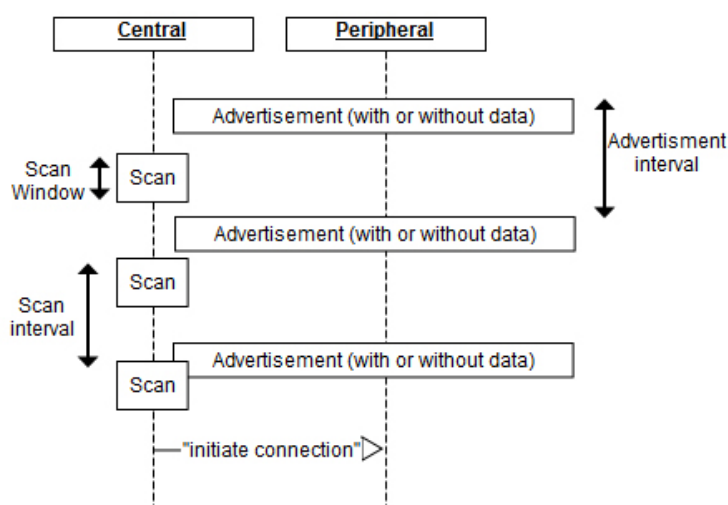 Central
Peripheral
Advertisement (with or without data)
Advertisment
interval
Scan
Window
Scan
Advertisement (with or without data)
Scan
Scan
interval
Advertisement (with or without data)
Scan
"initiate connection"